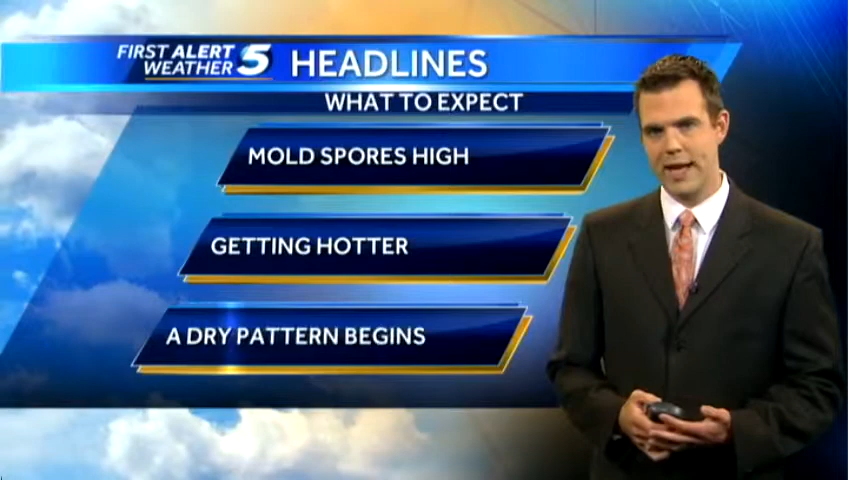 FIRST ALERT
WEATHER 5
HEADLINES
WHAT TO EXPECT
MOLD SPORES HIGH
GETTING HOTTER
A DRY PATTERN BEGINS